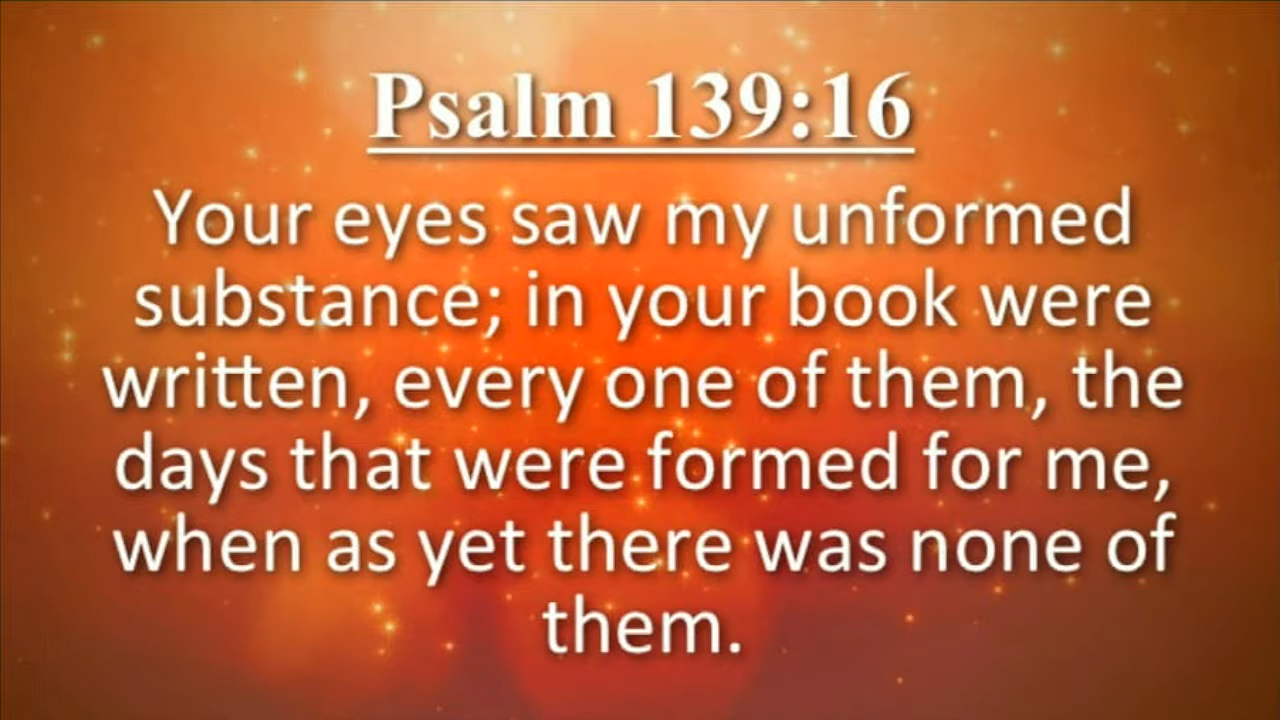 Psalm 139:16
Your eyes saw my unformed
substance; in your book were
written, every one of them, the
days that were formed for me,
when as yet there was none of
them.